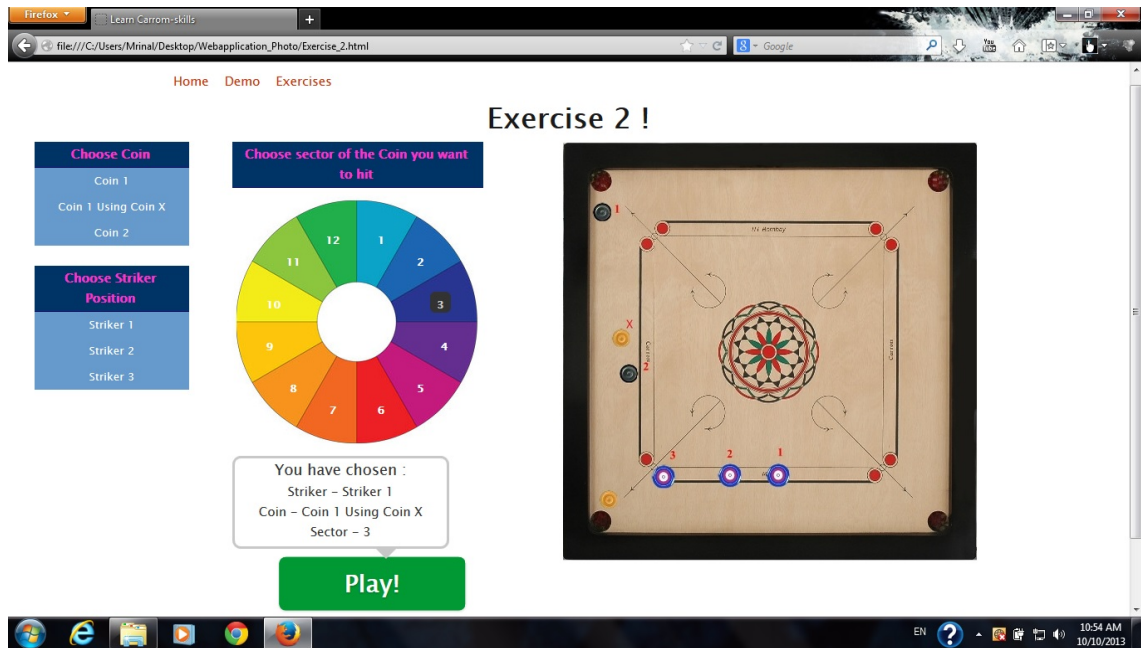 Firefox
Learn Carrom-skills
file:///C:/Users/Mrinal/Desktop/Webapplication_Photo/Exercise_2.html
Google
You Tube
Home Demo Exercises
Exercise 2 !
Choose Coin
Coin 1
Coin 1 Using Coin X
Coin 2
Choose Striker
Position
Striker 1
Striker 2
Striker 3
Choose sector of the Coin you want
to hit
12 1
11 2
10 3
9 4
8 5
7 6
You have chosen :
Striker – Striker 1
Coin – Coin 1 Using Coin X
Sector – 3
Play!
1
X
2
Carrom
3 2 1
EN
10:54 AM
10/10/2013